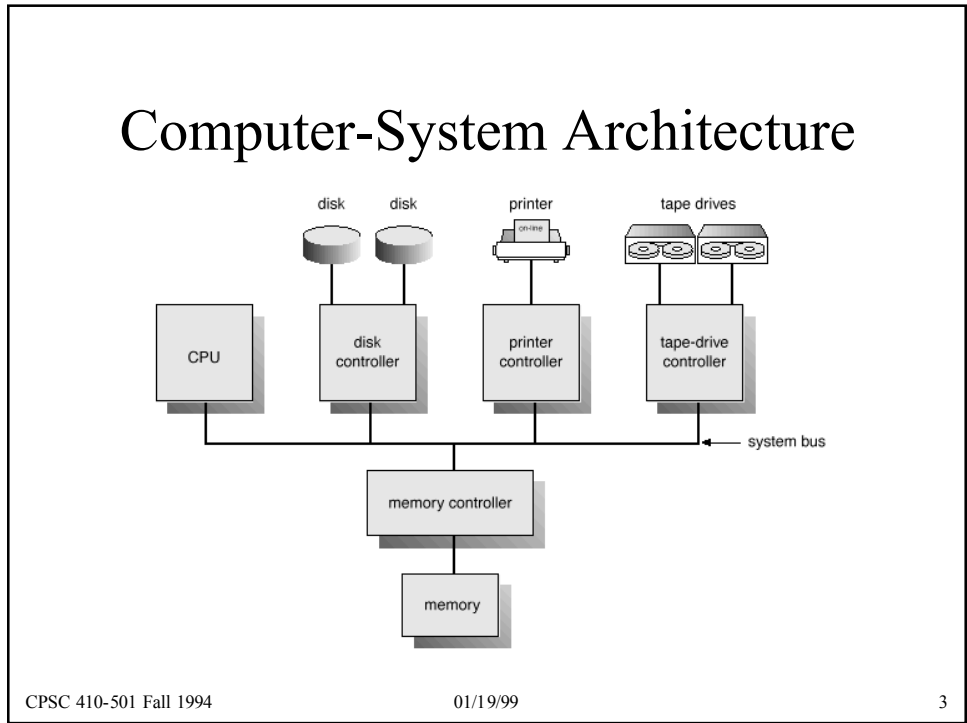 Computer-System Architecture
disk disk printer tape drives
on-line
CPU
disk
controller
printer
controller
tape-drive
controller
system bus
memory controller
memory
CPSC 410-501 Fall 1994 01/19/99 3